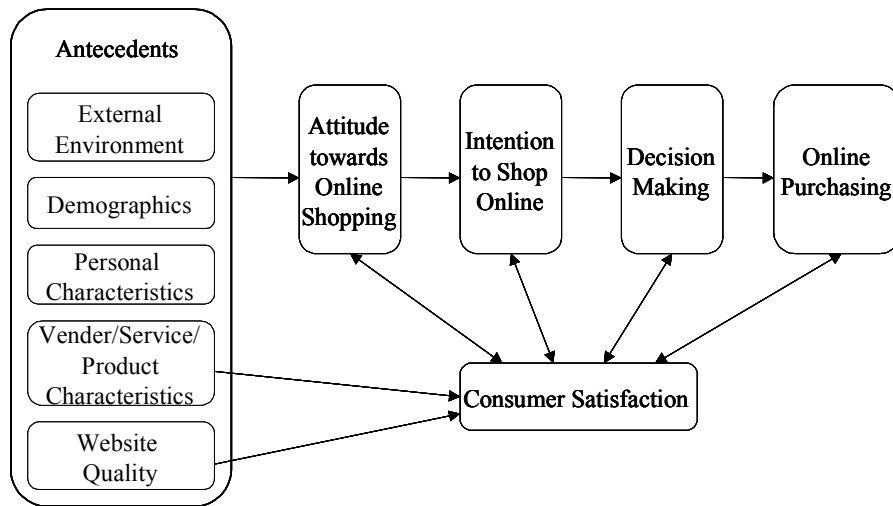 Antecedents
External
Environment
Demographics
Personal
Characteristics
Vender/Service/
Product
Characteristics
Website
Quality
Attitude
towards
Online
Shopping
Intention
to Shop
Online
Decision
Making
Online
Purchasing
Consumer Satisfaction